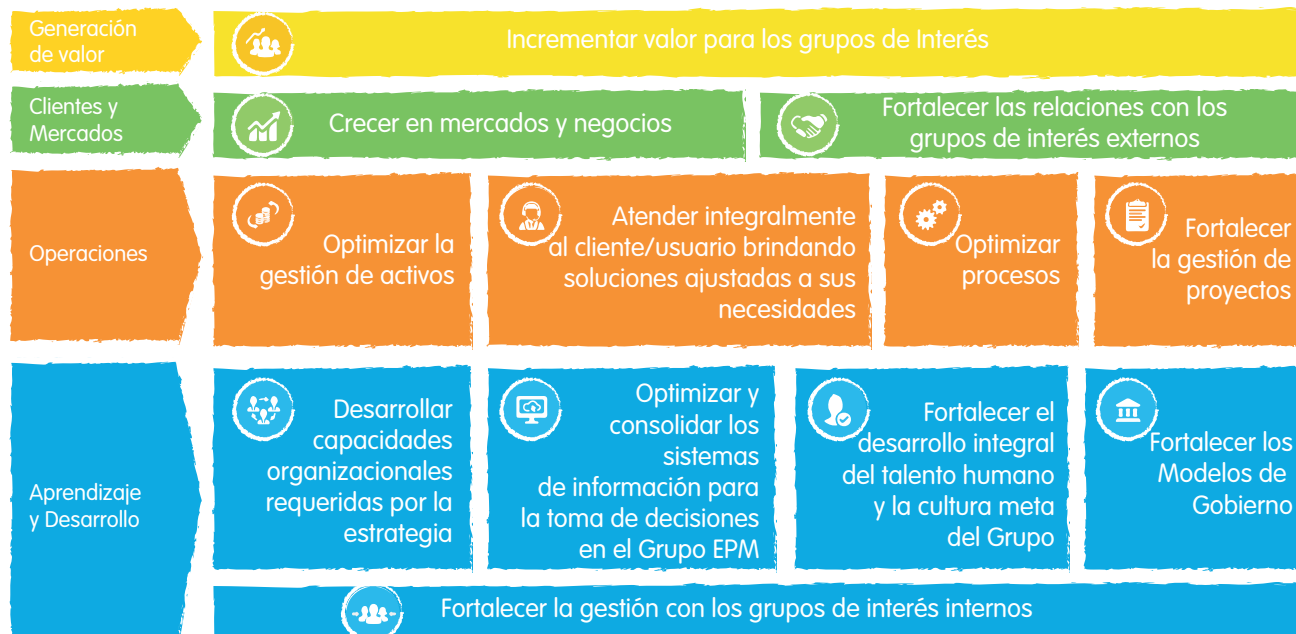 Generación
de valor
Incrementar valor para los grupos de Interés
Clientes y
Mercados
Crecer en mercados y negocios
Fortalecer las relaciones con los
grupos de interés externos
Operaciones
Optimizar la
gestión de activos
Atender integralmente
al cliente/usuario brindando
soluciones ajustadas a sus
necesidades
Optimizar
procesos
Fortalecer
la gestión de
proyectos
Aprendizaje
y Desarrollo
Desarrollar
capacidades
organizacionales
requeridas por la
estrategia
Optimizar y
consolidar los
sistemas
de información para
la toma de decisiones
en el Grupo EPM
Fortalecer el
desarrollo integral
del talento humano
y la cultura meta
del Grupo
Fortalecer los
Modelos de
Gobierno
Fortalecer la gestión con los grupos de interés internos